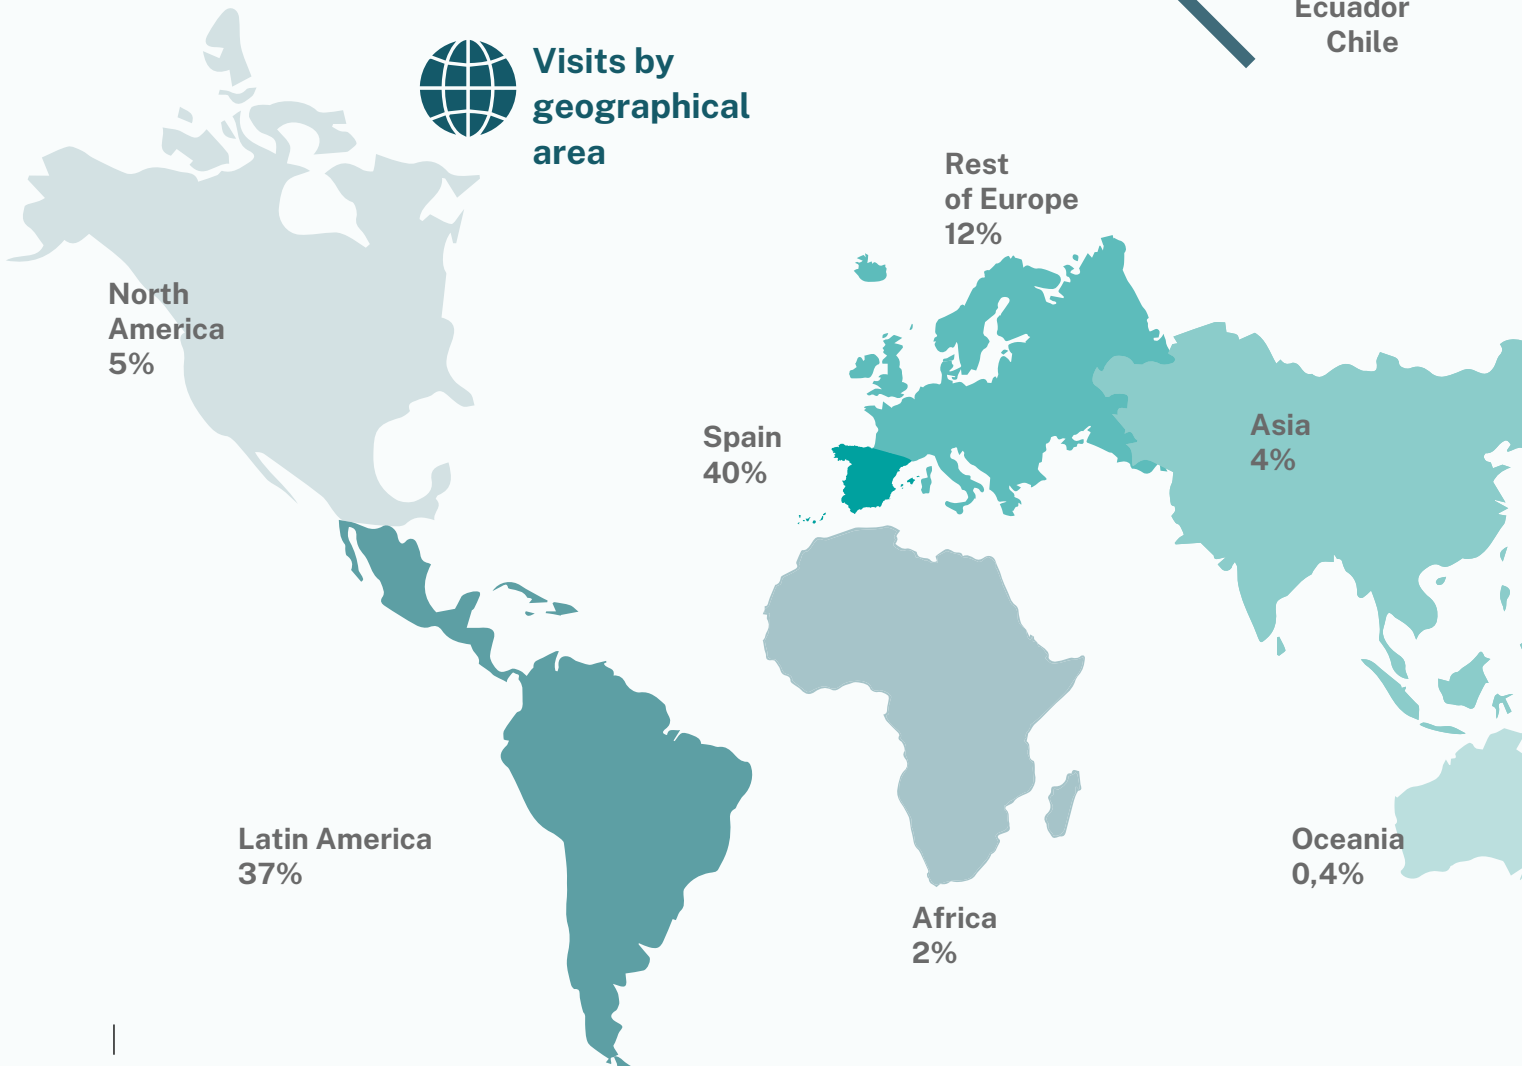 Ecuador
Chile
Visits by
geographical
area
Rest
of Europe
12%
North
America
5%
Spain
40%
Asia
4%
Latin America
37%
Oceania
0,4%
Africa
2%